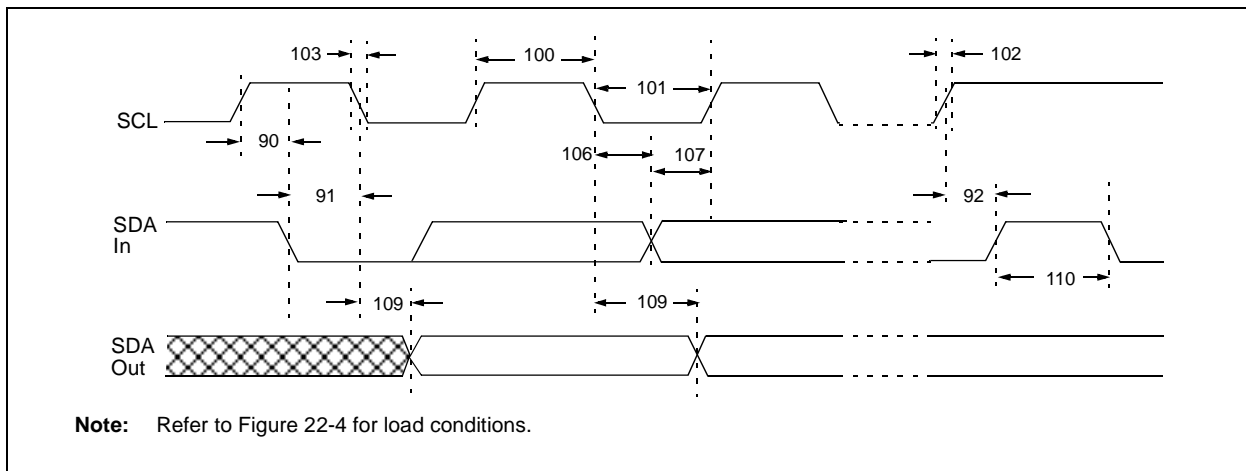 103
100
102
101
SCL
90
106
107
91
92
SDA
In
110
109
109
SDA
Out
Note: Refer to Figure 22-4 for load conditions.